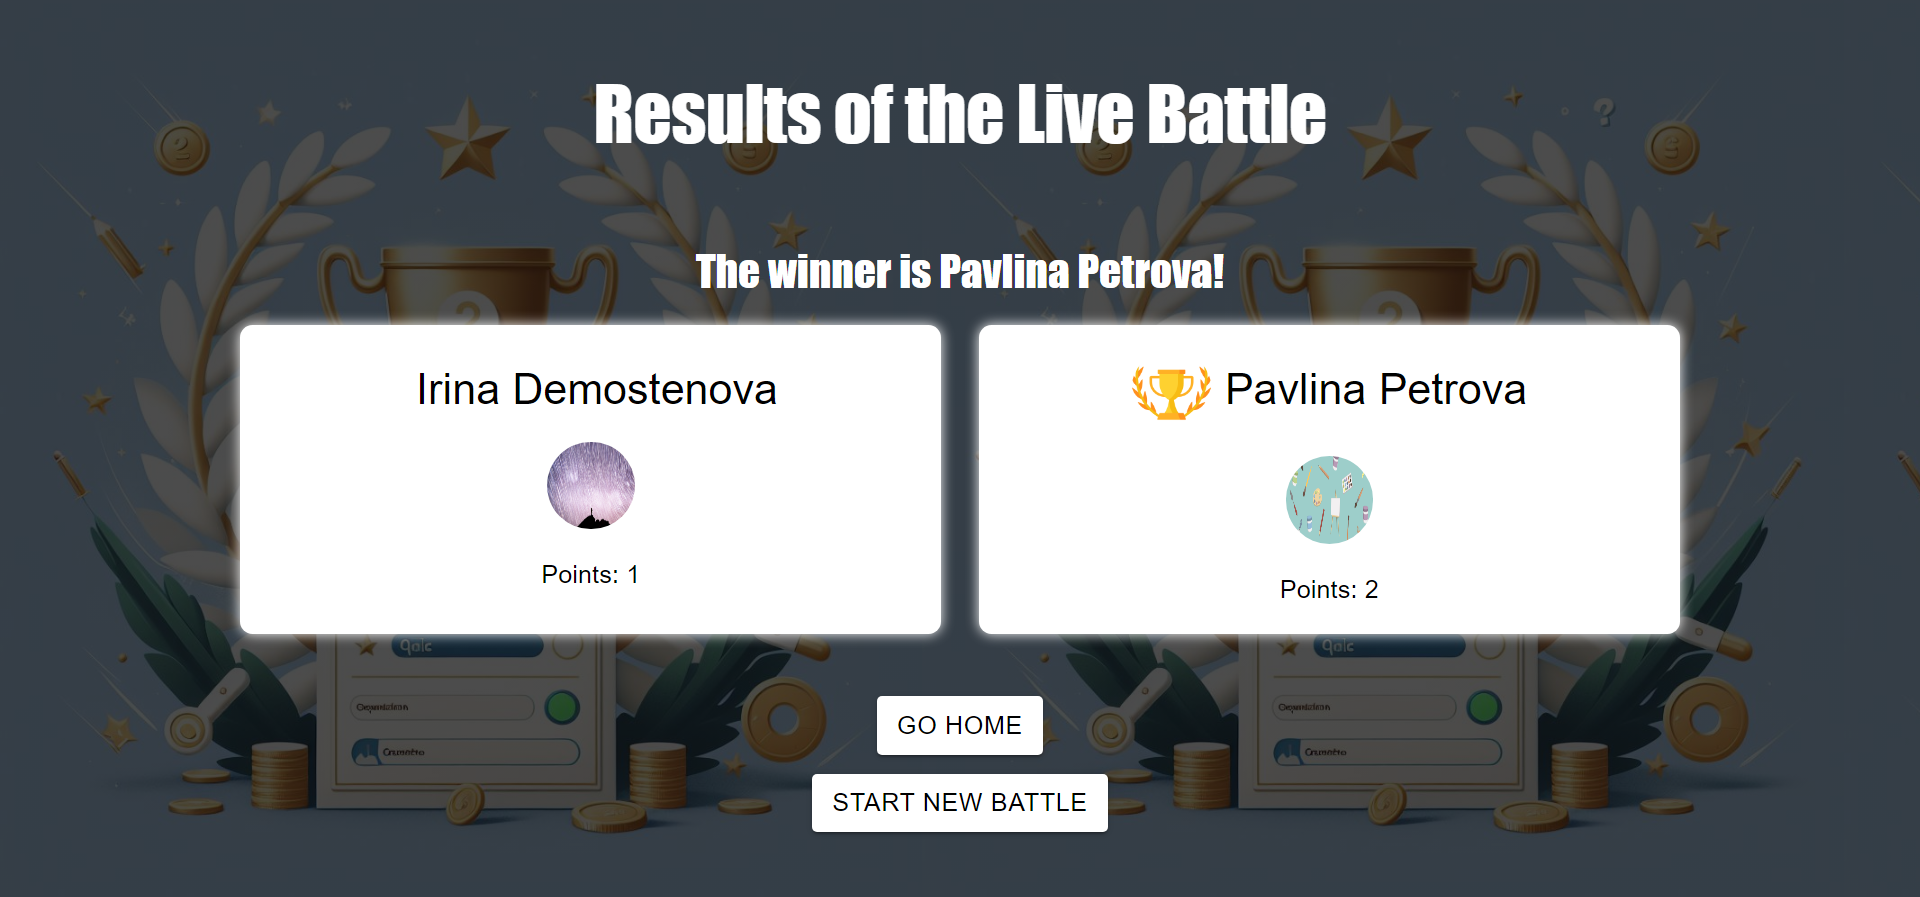 Results of the Live Battle
The winner is Pavlina Petrova!
Irina Demostenova
Points: 1
Pavlina Petrova
Points: 2
GO HOME
START NEW BATTLE